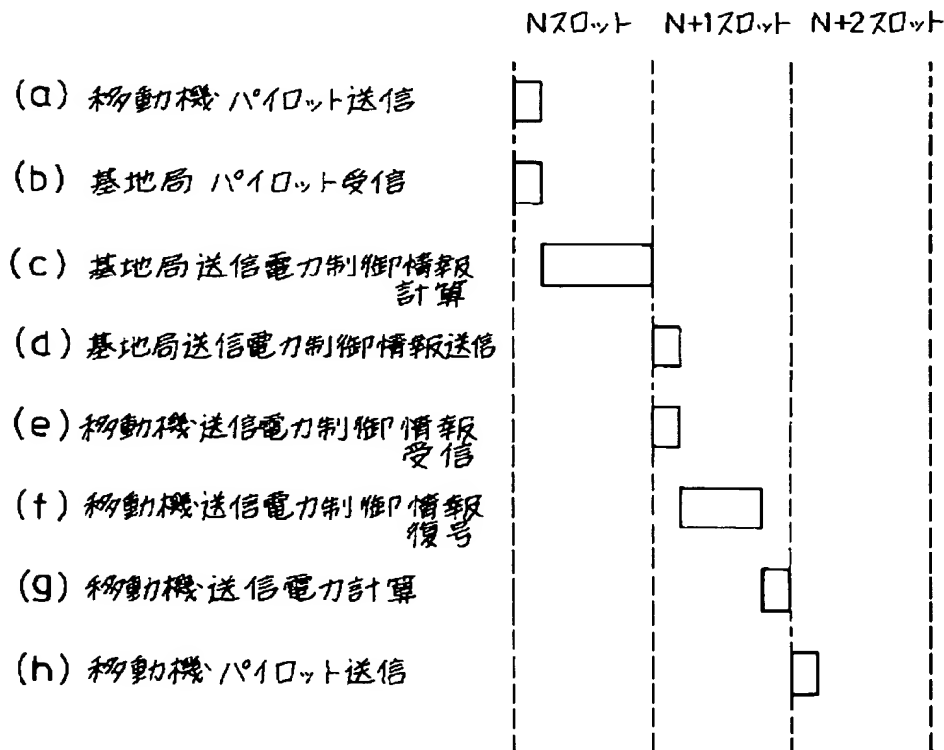 Nスロット N+1スロット N+2スロット
(a) 移動機 パイロット送信
(b) 基地局 パイロット受信
(c) 基地局送信電力制御情報
計算
(d) 基地局送信電力制御情報送信
(e) 移動機送信電力制御情報
受信
(f) 移動機送信電力制御情報
復号
(g) 移動機送信電力計算
(h) 移動機パイロット送信